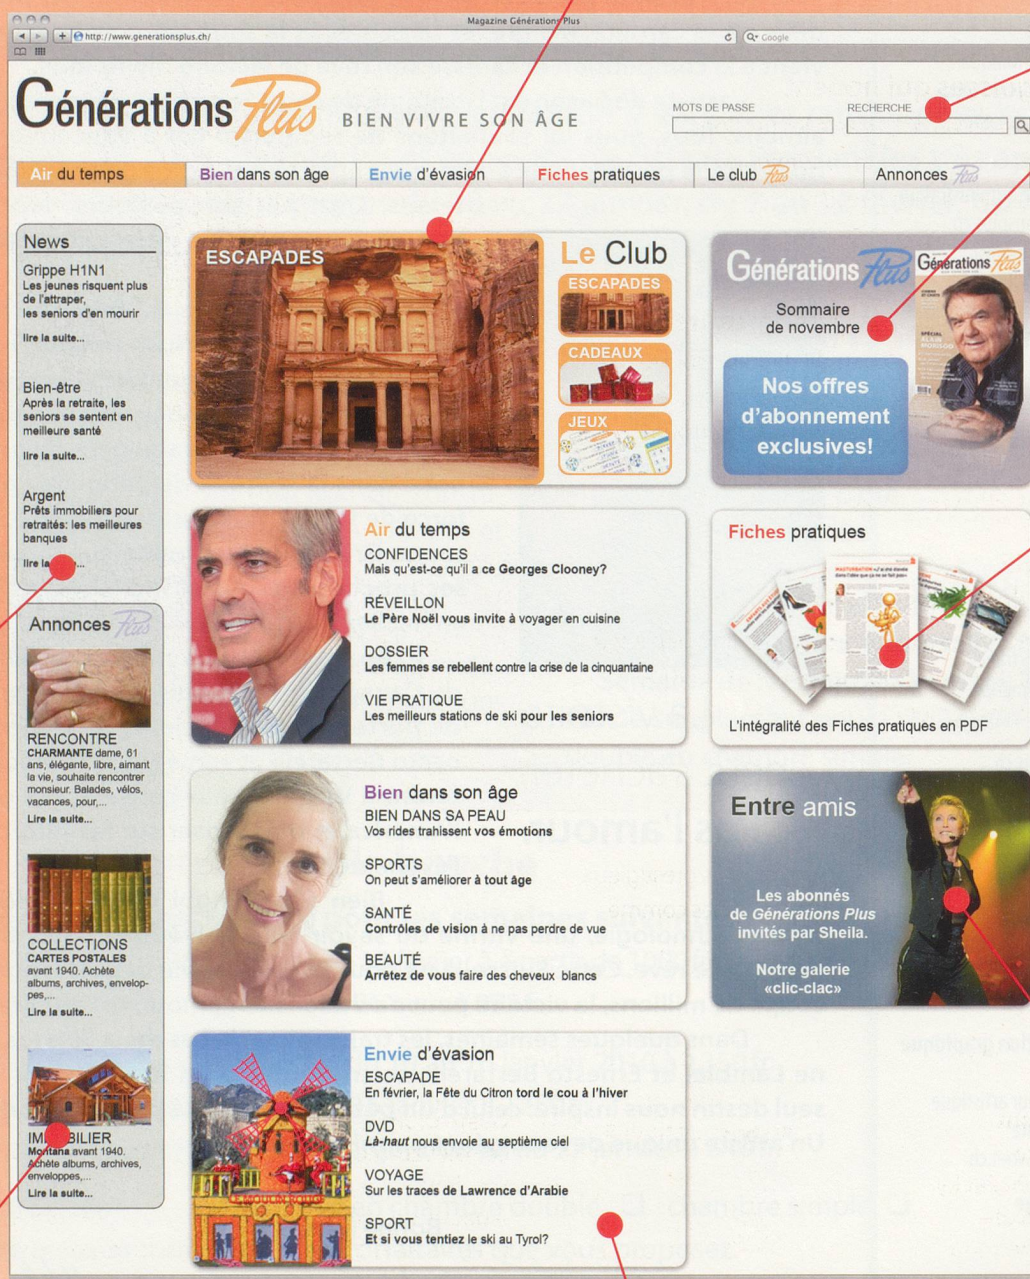 Magazine Générations Plus
http://www.generationsplus.ch/
Google
Générations Plus
BIEN VIVRE SON ÂGE
MOTS DE PASSE
RECHERCHE
Air du temps
Bien dans son âge
Envie d'évasion
Fiches pratiques
Le club Plus
Annonces Plus
News
Grippe H1N1
Les jeunes risquent plus
de l'attraper,
les seniors d'en mourir
lire la suite...
Bien-être
Après la retraite, les
seniors se sentent en
meilleure santé
lire la suite...
Argent
Prêts immobiliers pour
retraités: les meilleures
banques
lire la
Annonces Plus
RENCONTRE
CHARMANTE dame, 61
ans, élégante, libre, aimant
la vie, souhaite rencontrer
monsieur. Balades, vélos,
vacances, pour,...
Lire la suite...
COLLECTIONS
CARTES POSTALES
avant 1940. Achète
albums, archives, envelop-
pes,...
Lire la suite...
IMMOBILIER
Montana avant 1940.
Achète albums, archives,
enveloppes,...
Lire la suite...
ESCAPADES
Le Club
ESCAPADES
CADEAUX
JEUX
Générations Plus
Sommaire
de novembre
Nos offres
d'abonnement
exclusives!
Générations Plus
SPÉCIAL
ALAIN
MORISOD
Air du temps
CONFIDENCES
Mais qu'est-ce qu'il a ce Georges Clooney?
RÉVEILLON
Le Père Noël vous invite à voyager en cuisine
DOSSIER
Les femmes se rebellent contre la crise de la cinquantaine
VIE PRATIQUE
Les meilleurs stations de ski pour les seniors
Fiches pratiques
L'intégralité des Fiches pratiques en PDF
Bien dans son âge
BIEN DANS SA PEAU
Vos rides trahissent vos émotions
SPORTS
On peut s'améliorer à tout âge
SANTÉ
Contrôles de vision à ne pas perdre de vue
BEAUTÉ
Arrêtez de vous faire des cheveux blancs
Entre amis
Les abonnés
de Générations Plus
invités par Sheila.
Notre galerie
«clic-clac»
Envie d'évasion
ESCAPADE
En février, la Fête du Citron tord le cou à l'hiver
DVD
Là-haut nous envoie au septième ciel
VOYAGE
Sur les traces de Lawrence d'Arabie
SPORT
Et si vous tentiez le ski au Tyrol?
LE MOULIN ROUGE